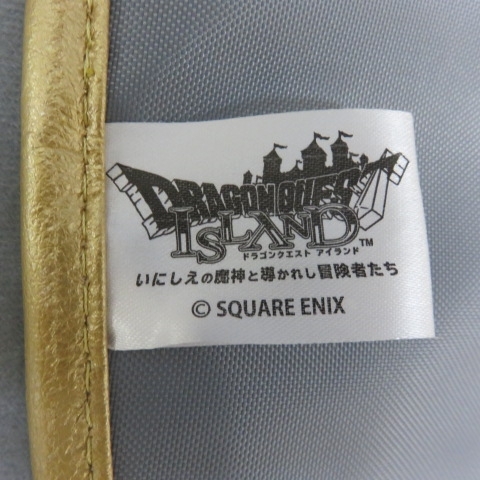 DRAGON QUEST
ISLAND™
ドラゴンクエスト アイランド
いにしえの魔神と導かれし冒険者たち
© SQUARE ENIX